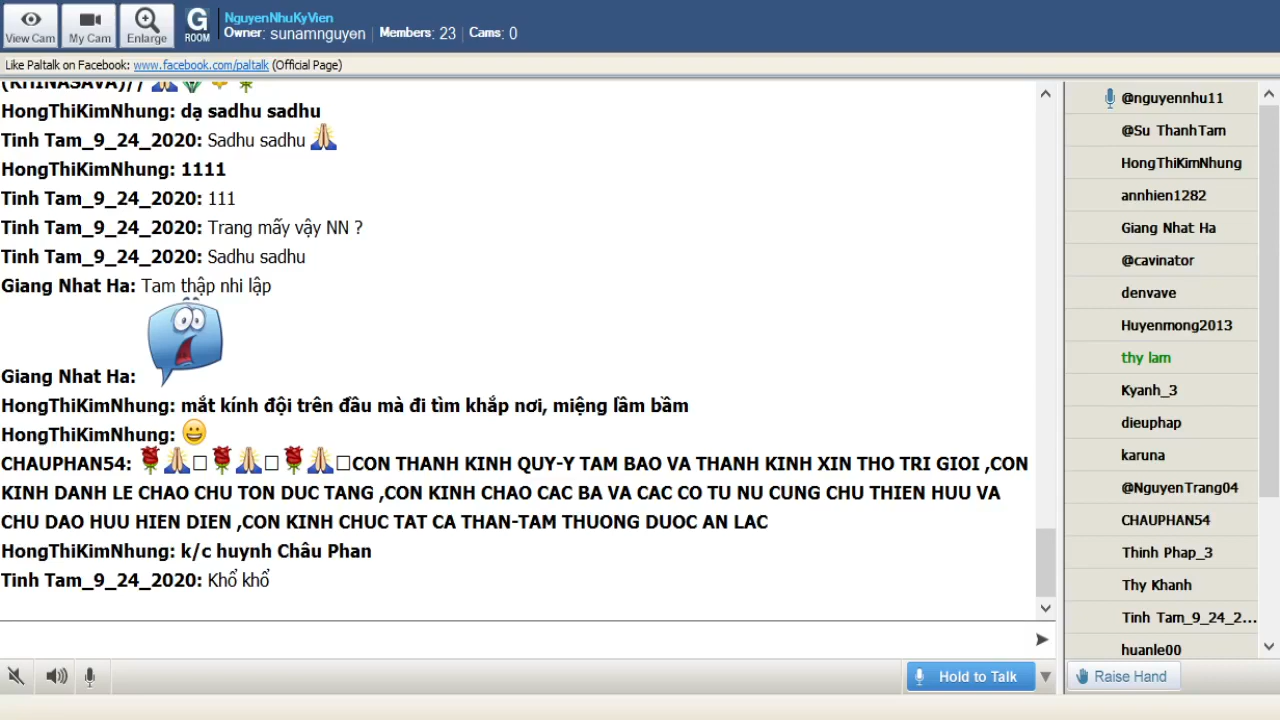 View Cam
My Cam
Enlarge
G
ROOM
NguyenNhuKyVien
Owner: sunamnguyen | Members: 23 | Cams: 0
Like Paltalk on Facebook: www.facebook.com/paltalk (Official Page)
(KHINASAVA)//
HongThiKimNhung: dạ sadhu sadhu
Tinh Tam_9_24_2020: Sadhu sadhu
HongThiKimNhung: 1111
Tinh Tam_9_24_2020: 111
Tinh Tam_9_24_2020: Trang mấy vậy NN ?
Tinh Tam_9_24_2020: Sadhu sadhu
Giang Nhat Ha: Tam thập nhi lập
Giang Nhat Ha:
HongThiKimNhung: mắt kính đội trên đầu mà đi tìm khắp nơi, miệng lầm bầm
HongThiKimNhung:
CHAUPHAN54: CON THANH KINH QUY-Y TAM BAO VA THANH KINH XIN THO TRI GIOI ,CON
KINH DANH LE CHAO CHU TON DUC TANG ,CON KINH CHAO CAC BA VA CAC CO TU NU CUNG CHU THIEN HUU VA
CHU DAO HUU HIEN DIEN ,CON KINH CHUC TAT CA THAN-TAM THUONG DUOC AN LAC
HongThiKimNhung: k/c huynh Châu Phan
Tinh Tam_9_24_2020: Khổ khổ
Hold to Talk
@nguyennhu11
@Su ThanhTam
HongThiKimNhung
annhien1282
Giang Nhat Ha
@cavinator
denvave
Huyenmong2013
thy lam
Kyanh_3
dieuphap
karuna
@NguyenTrang04
CHAUPHAN54
Thinh Phap_3
Thy Khanh
Tinh Tam_9_24_2...
huanle00
Raise Hand